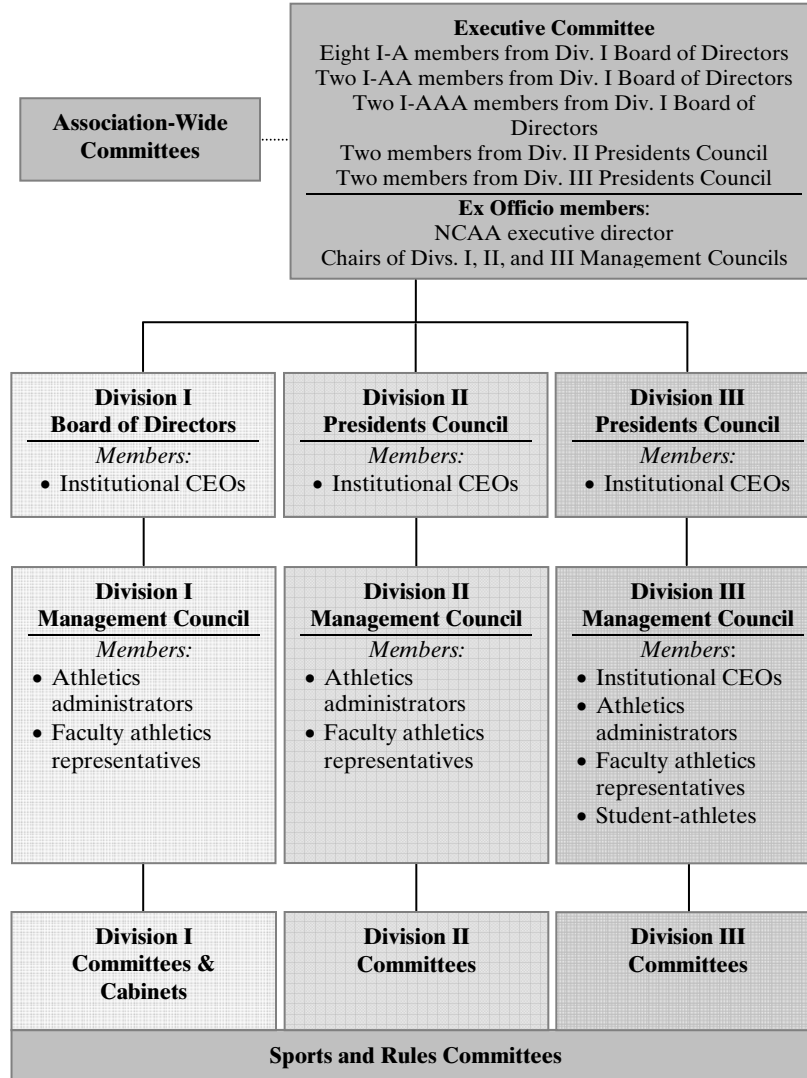 Executive Committee
Eight I-A members from Div. I Board of Directors
Two I-AA members from Div. I Board of Directors
Two I-AAA members from Div. I Board of
Directors
Two members from Div. II Presidents Council
Two members from Div. III Presidents Council
Ex Officio members:
NCAA executive director
Chairs of Divs. I, II, and III Management Councils
Association-Wide
Committees
Division I
Board of Directors
Members:
• Institutional CEOs
Division II
Presidents Council
Members:
• Institutional CEOs
Division III
Presidents Council
Members:
• Institutional CEOs
Division I
Management Council
Members:
• Athletics
administrators
• Faculty athletics
representatives
Division II
Management Council
Members:
• Athletics
administrators
• Faculty athletics
representatives
Division III
Management Council
Members:
• Institutional CEOs
• Athletics
administrators
• Faculty athletics
representatives
• Student-athletes
Division I
Committees &
Cabinets
Division II
Committees
Division III
Committees
Sports and Rules Committees